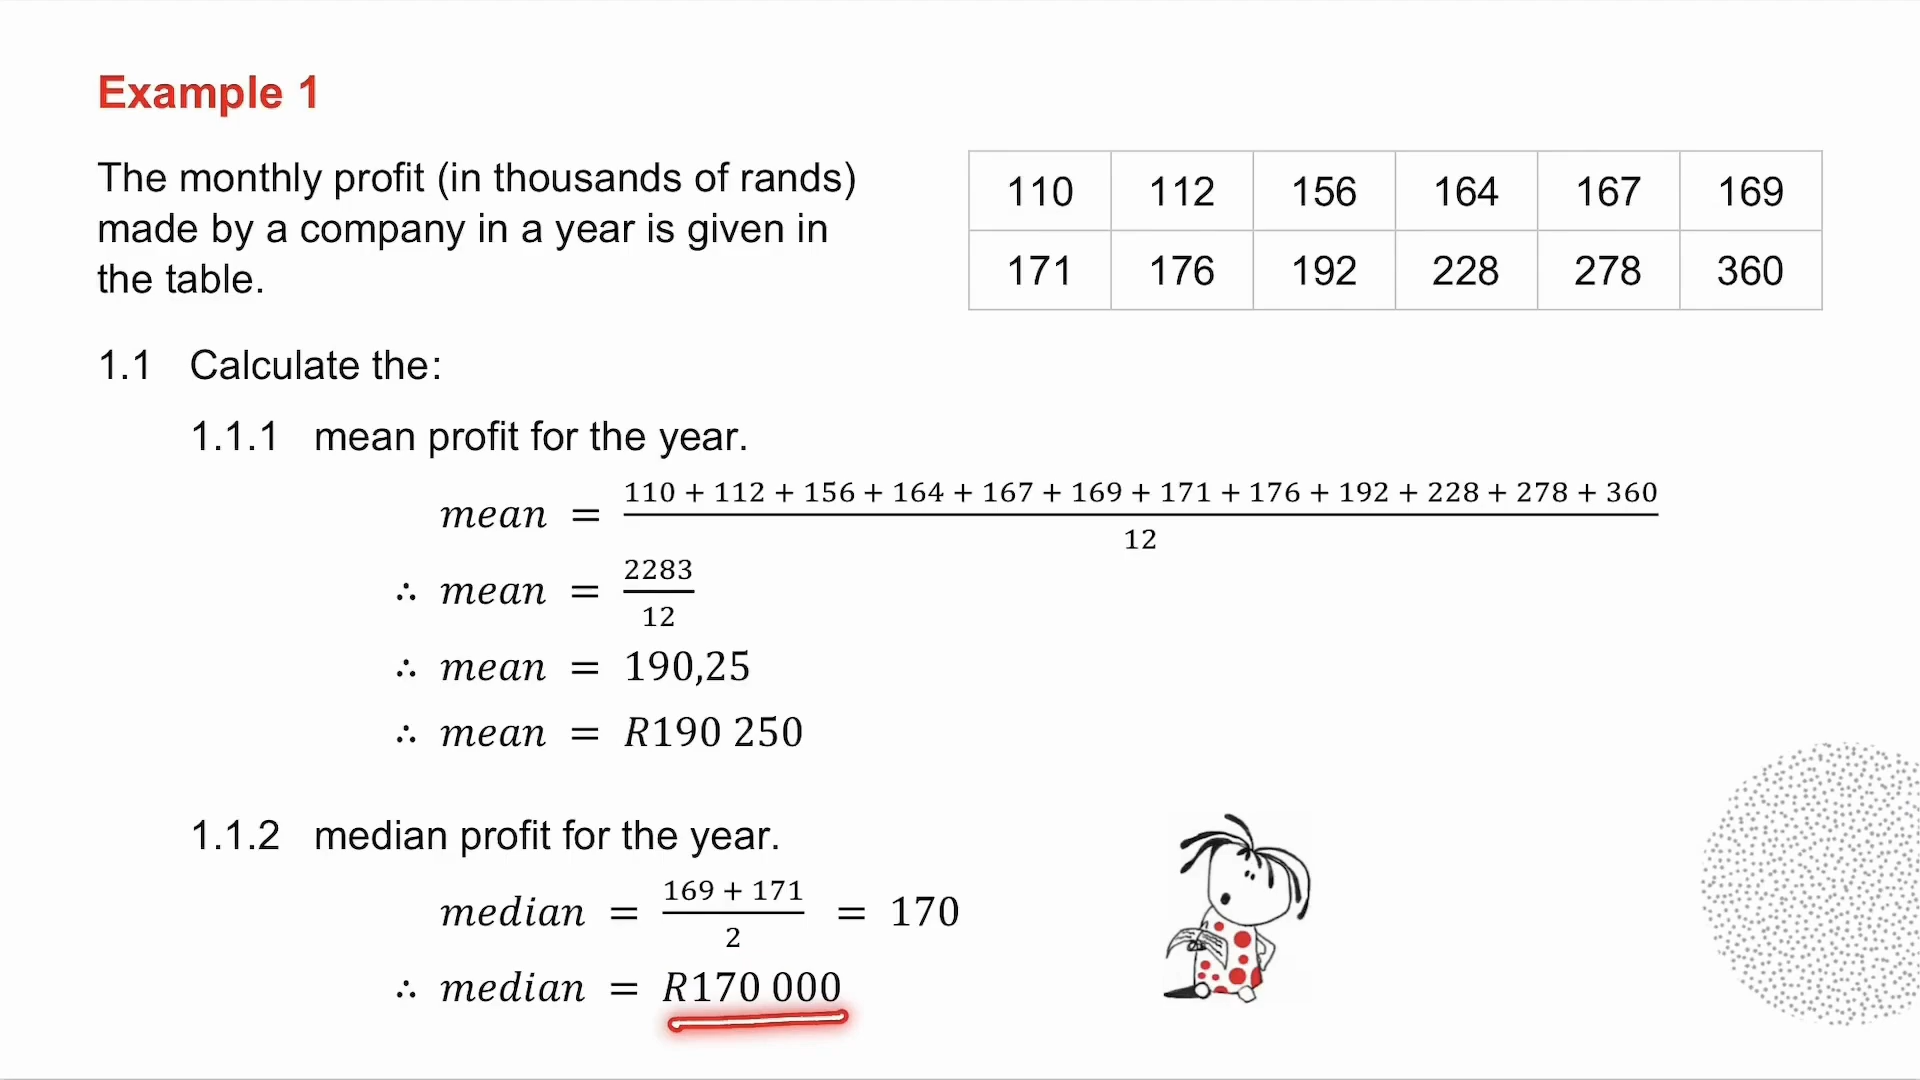 Example 1
The monthly profit (in thousands of rands)
made by a company in a year is given in
the table.
110 112 156 164 167 169
171 176 192 228 278 360
1.1 Calculate the:
1.1.1 mean profit for the year.
mean = \frac{110 + 112 + 156 + 164 + 167 + 169 + 171 + 176 + 192 + 228 + 278 + 360}{12}
∴ mean = \frac{2283}{12}
∴ mean = 190,25
∴ mean = R190 250
1.1.2 median profit for the year.
median = \frac{169 + 171}{2} = 170
∴ median = R170 000